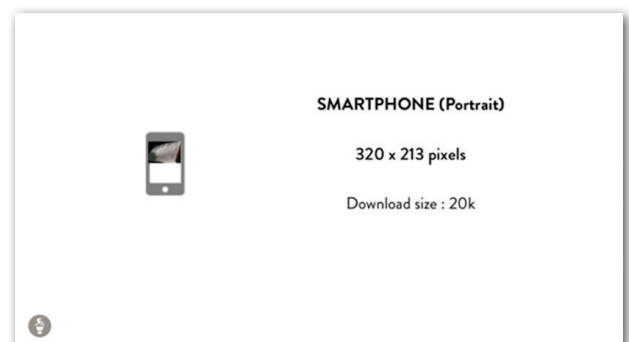 SMARTPHONE (Portrait)
320 x 213 pixels
Download size : 20k